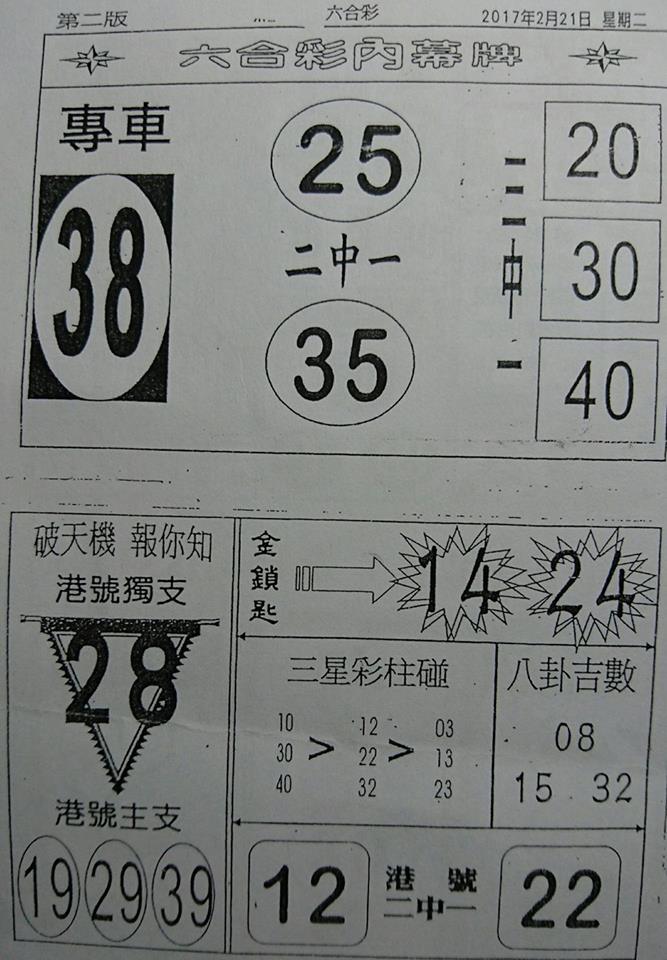 第二版 六合彩 2017年2月21日 星期二
六合彩內幕牌
專車
38
25
二中一
35
三中一
20
30
40
破天機 報你知
港號獨支
28
港號主支
19 29 39
金鎖匙
14 24
三星彩柱碰
10 12 03
30 > 22 > 13
40 32 23
八卦吉數
08
15 32
12
港號
二中一
22